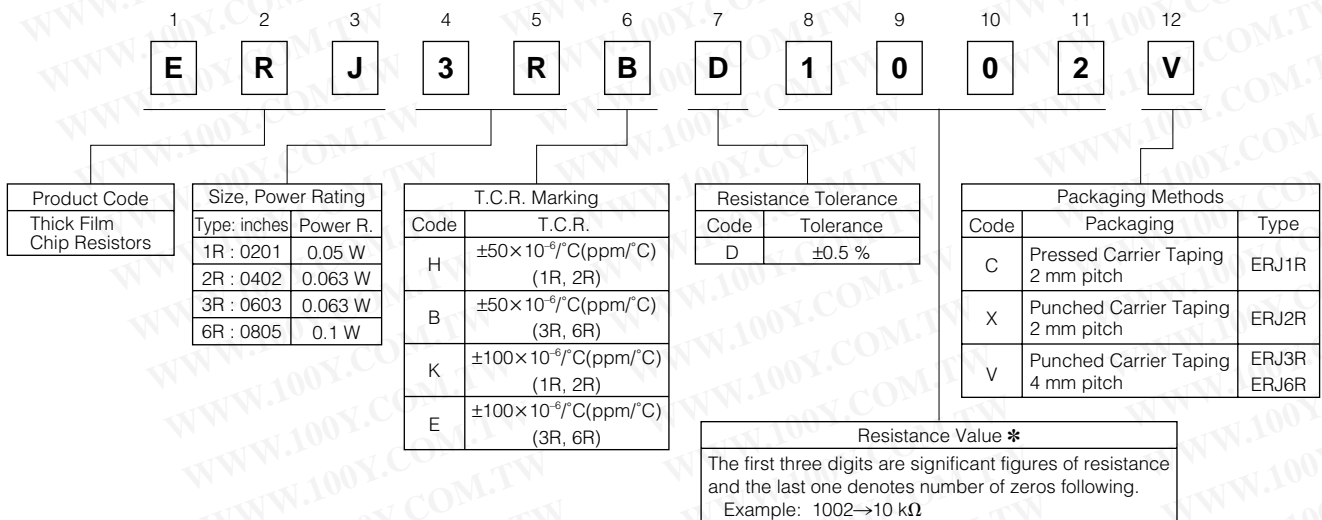 1 2 3 4 5 6 7 8 9 10 11 12
E R J 3 R B D 1 0 0 2 V
Product Code
Thick Film
Chip Resistors
Size, Power Rating
Type: inches Power R.
1R : 0201 0.05 W
2R : 0402 0.063 W
3R : 0603 0.063 W
6R : 0805 0.1 W
T.C.R. Marking
Code T.C.R.
H ±50×10⁻⁶/°C(ppm/°C)
(1R, 2R)
B ±50×10⁻⁶/°C(ppm/°C)
(3R, 6R)
K ±100×10⁻⁶/°C(ppm/°C)
(1R, 2R)
E ±100×10⁻⁶/°C(ppm/°C)
(3R, 6R)
Resistance Tolerance
Code Tolerance
D ±0.5 %
Packaging Methods
Code Packaging Type
C Pressed Carrier Taping
2 mm pitch ERJ1R
X Punched Carrier Taping
2 mm pitch ERJ2R
V Punched Carrier Taping
4 mm pitch ERJ3R
ERJ6R
Resistance Value ✻
The first three digits are significant figures of resistance
and the last one denotes number of zeros following.
Example: 1002→10 kΩ
WWW.100Y.COM.TW